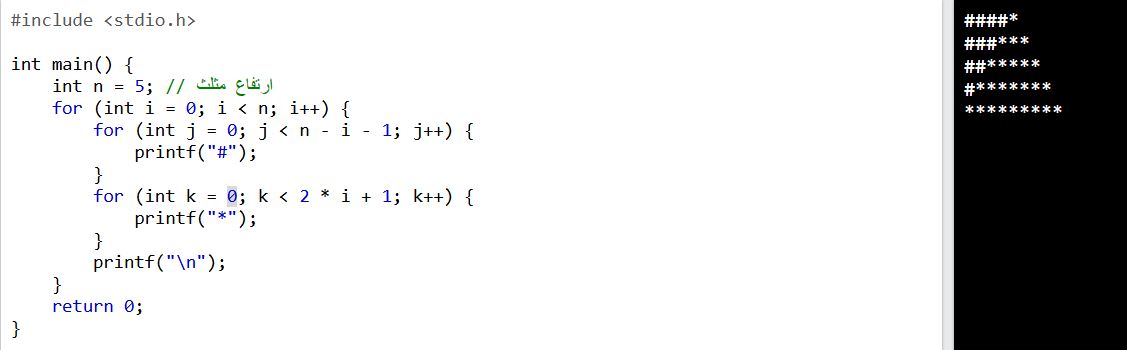 #include <stdio.h>
int main() {
    int n = 5; // ارتفاع مثلث
    for (int i = 0; i < n; i++) {
        for (int j = 0; j < n - i - 1; j++) {
            printf("#");
        }
        for (int k = 0; k < 2 * i + 1; k++) {
            printf("*");
        }
        printf("\n");
    }
    return 0;
}
####*
###***
##*****
#*******
*********